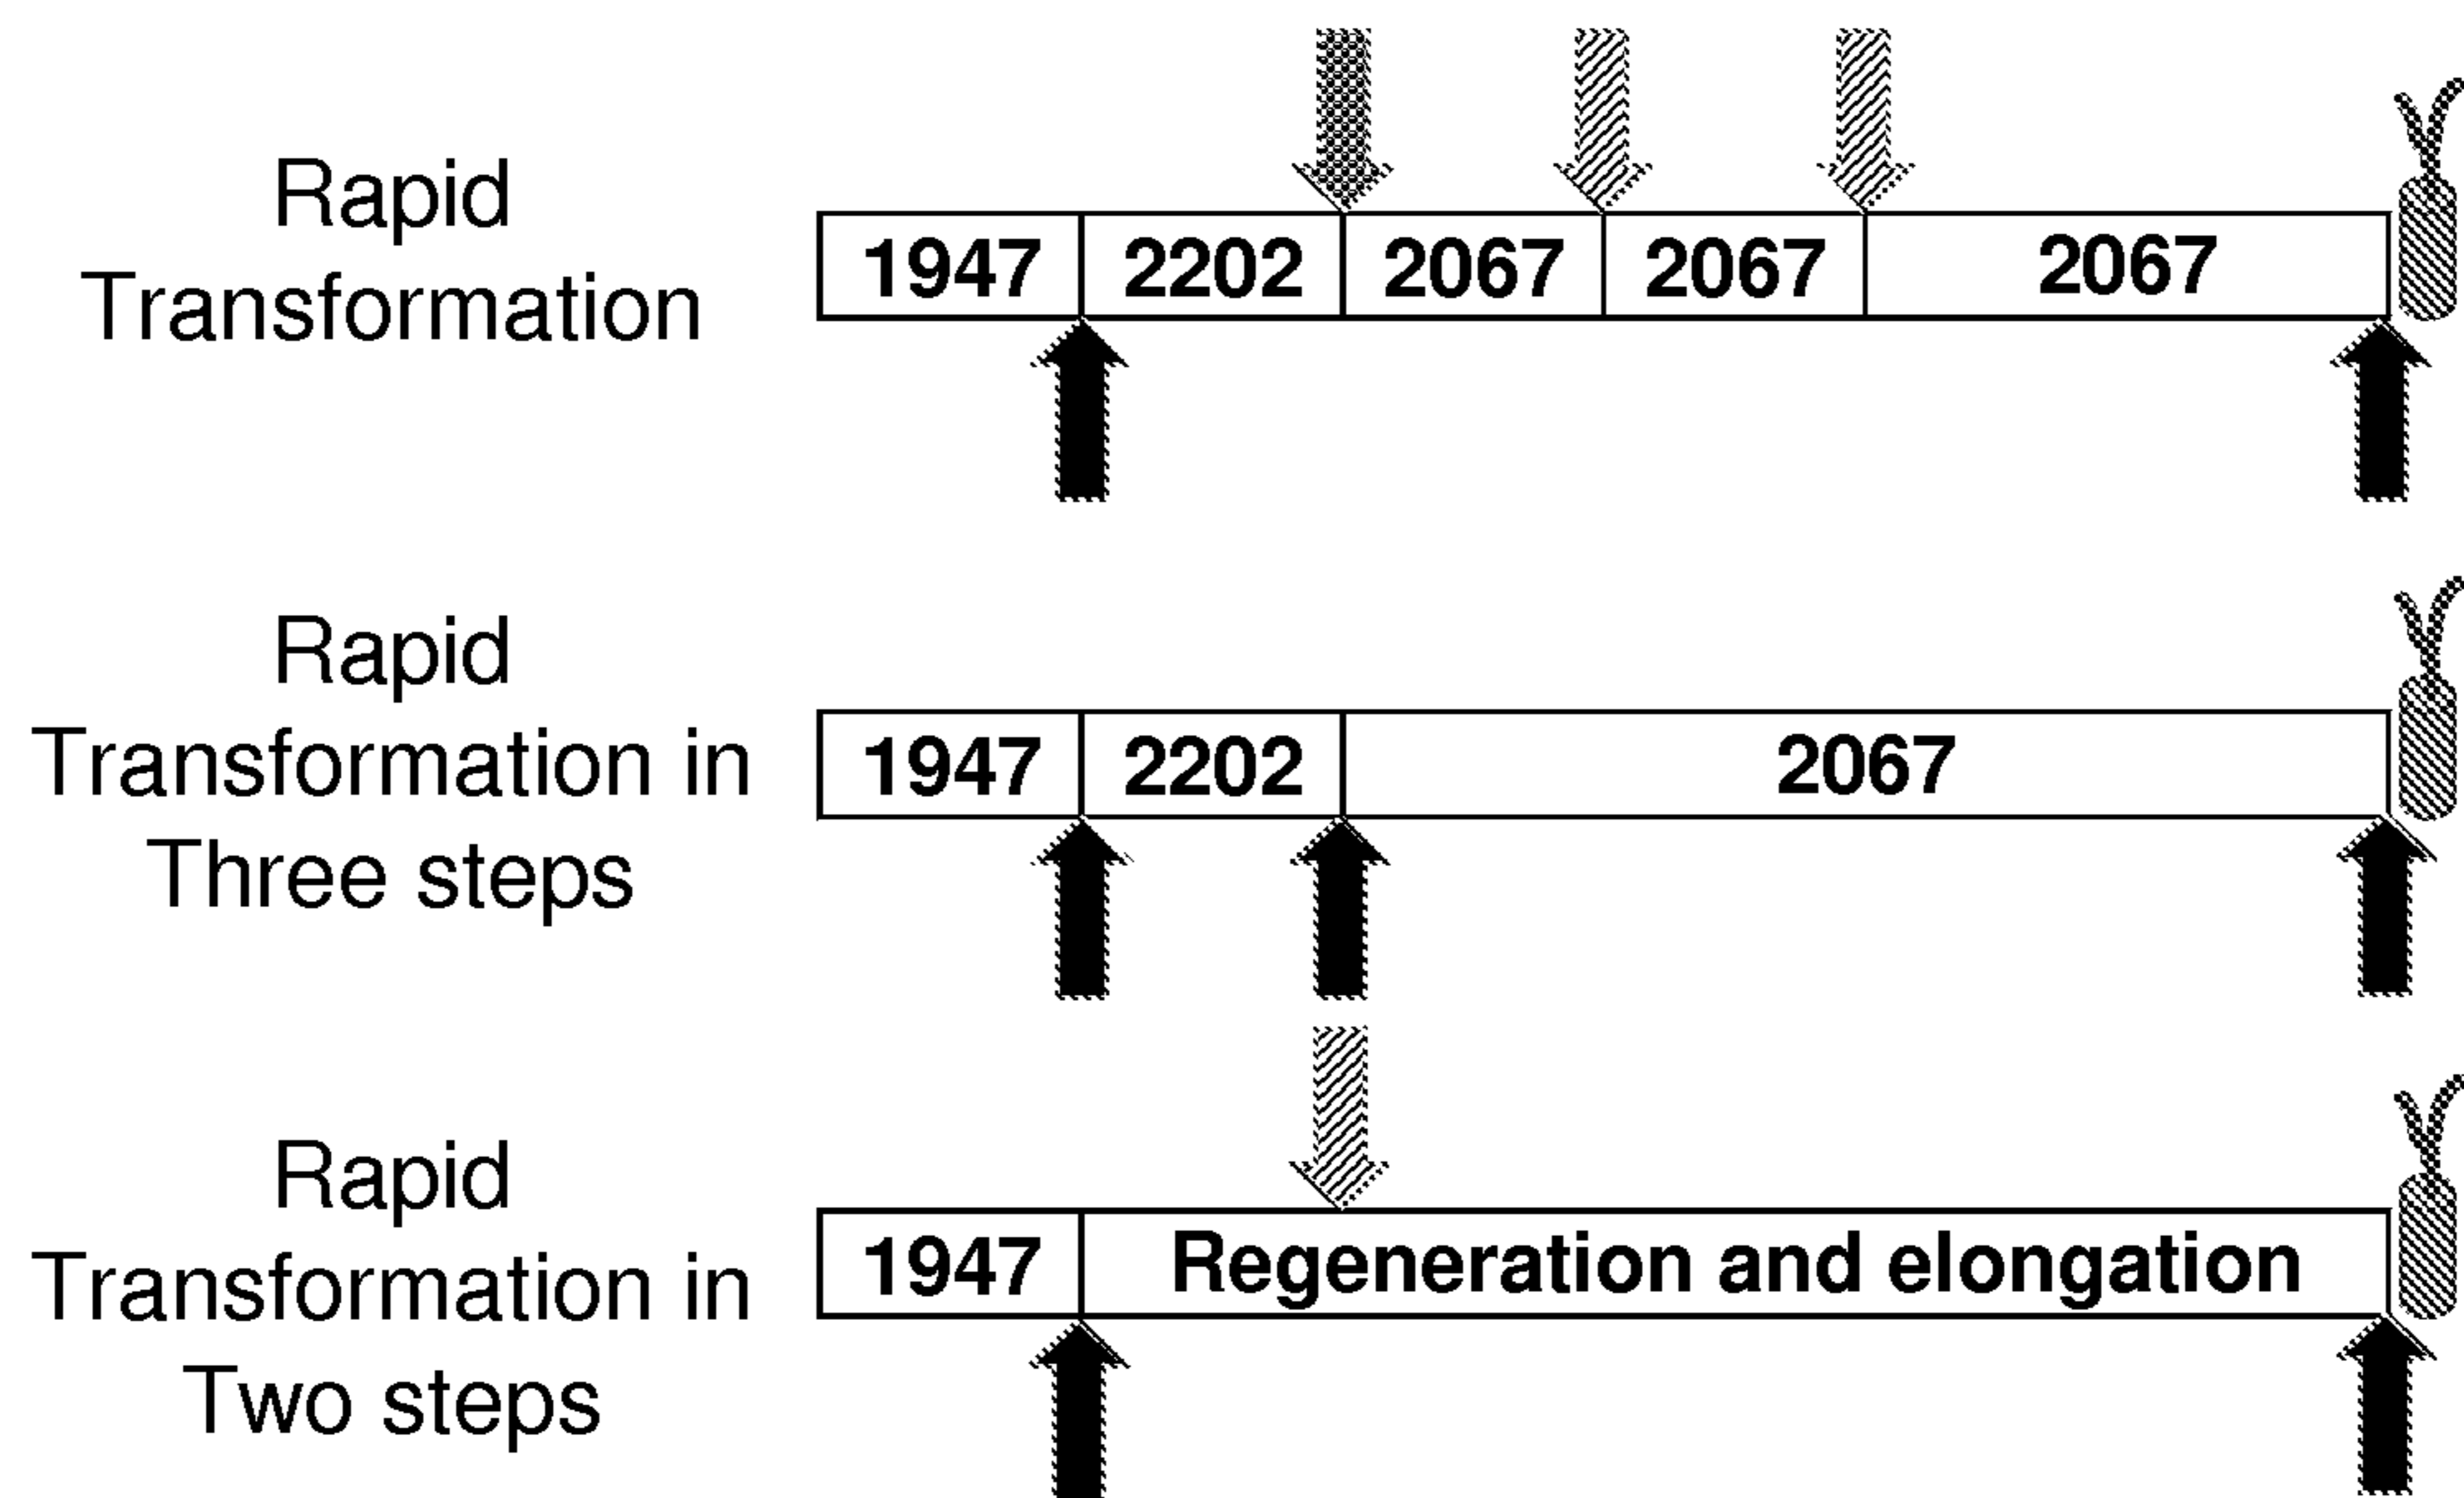 Rapid
Transformation
1947 2202 2067 2067 2067
Rapid
Transformation in
Three steps
1947 2202 2067
Rapid
Transformation in
Two steps
1947 Regeneration and elongation